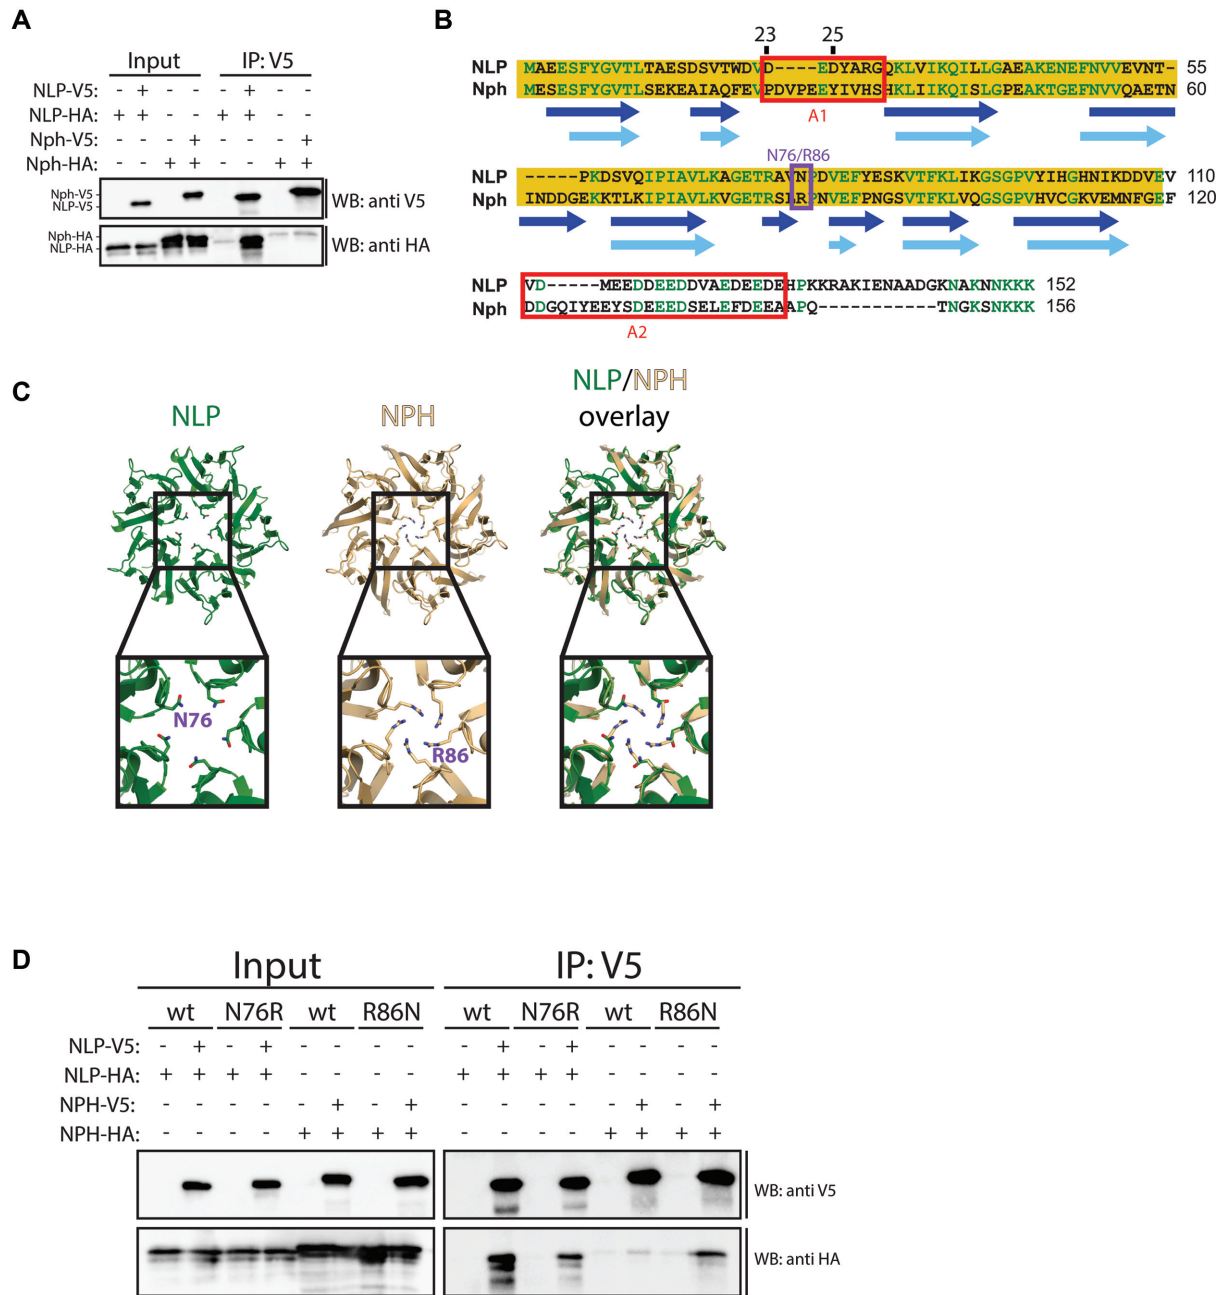 A
Input IP: V5
NLP-V5: - + - - - + - -
NLP-HA: + + - - + + - -
Nph-V5: - - - + - - - +
Nph-HA: - - + + - - + +
Nph-V5
NLP-V5
WB: anti V5
Nph-HA
NLP-HA
WB: anti HA
B
23 25
NLP MAEESFYGVTLTAESDSVTWDVD----EDYARGQKLVIKQILLGAEAKENEFNVVEVNT- 55
Nph MESESFYGVTLSEKEAIAQFEVPDVPEEYIVHSHKLIIKQISLGPEAKTGEFNVVQAETN 60
A1
N76/R86
NLP -----PKDSVQIPIAVLKAGETRAVNPDVEFYESKVTFKLIKGSGPVYIHGHNIKDDVEV 110
Nph INDDGEKKTLKIPIAVLKVGETRSLRPNVEFPNGSVTFKLVQGSGPVHVCGKVEMNFGEF 120
NLP VD-----MEEDDEEDDVAEDEEDEHPKKRAKIENAADGKNAKNNKKK 152
Nph DDGQIYEEYSDEEEDSELEFDEEAAPQ------------TNGKSNKKK 156
A2
C
NLP
NPH
NLP/NPH
overlay
N76
R86
D
Input IP: V5
wt N76R wt R86N wt N76R wt R86N
NLP-V5: - + - + - - - - - + - + - - - -
NLP-HA: + + + + - - - - + + + + - - - -
NPH-V5: - - - - - + - + - - - - - + - +
NPH-HA: - - - - + + + + - - - - + + + +
WB: anti V5
WB: anti HA